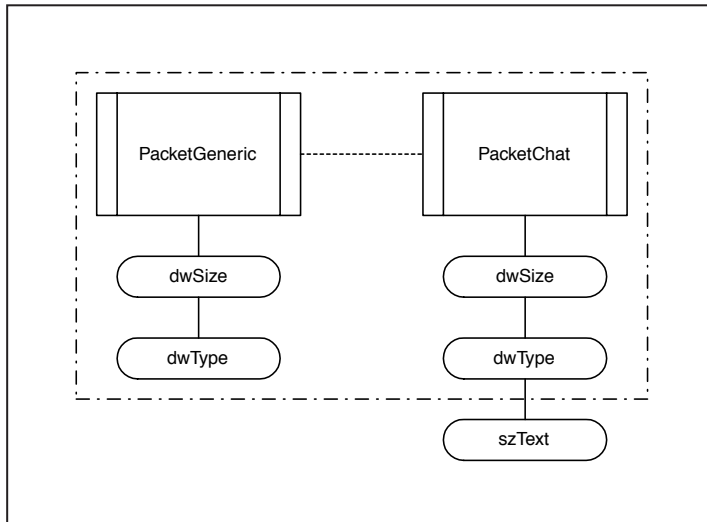 PacketGeneric
PacketChat
dwSize
dwSize
dwType
dwType
szText